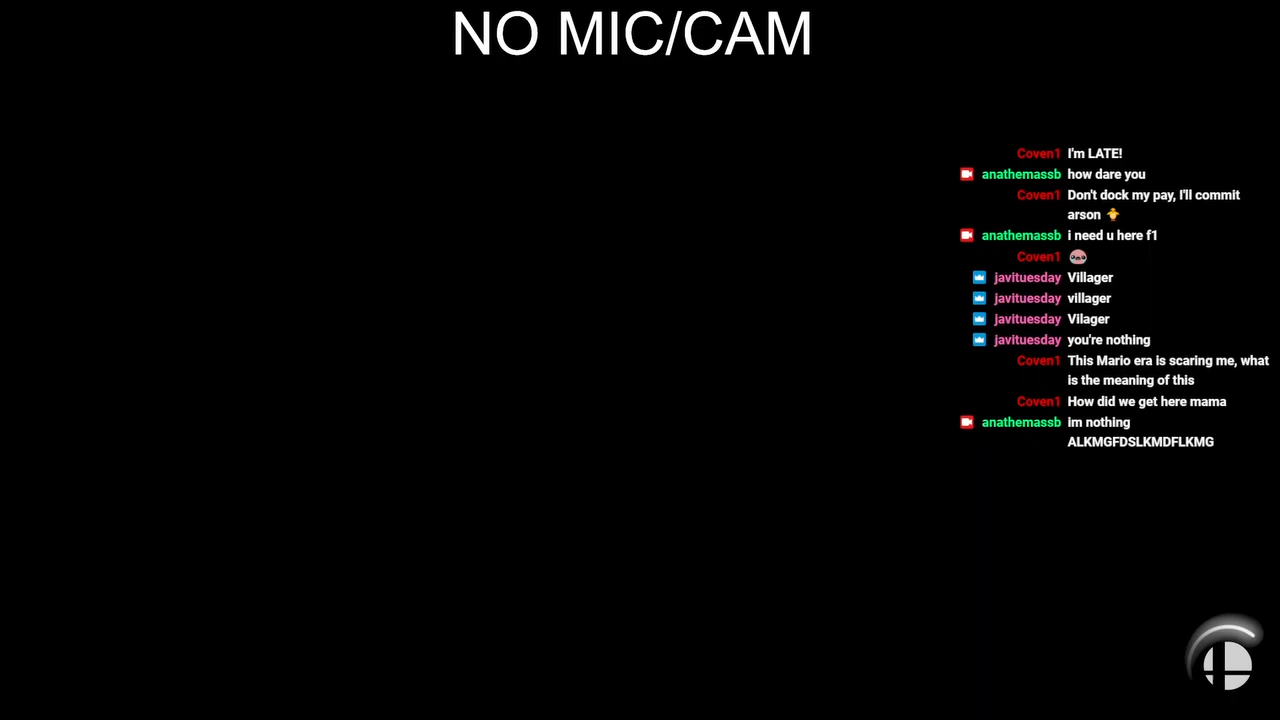 NO MIC/CAM
Coven1 I'm LATE!
anathemassb how dare you
Coven1 Don't dock my pay, I'll commit
arson
anathemassb i need u here f1
Coven1
javituesday Villager
javituesday villager
javituesday Vilager
javituesday you're nothing
Coven1 This Mario era is scaring me, what
is the meaning of this
Coven1 How did we get here mama
anathemassb Im nothing
ALKMGFDSLKMDFLKMG